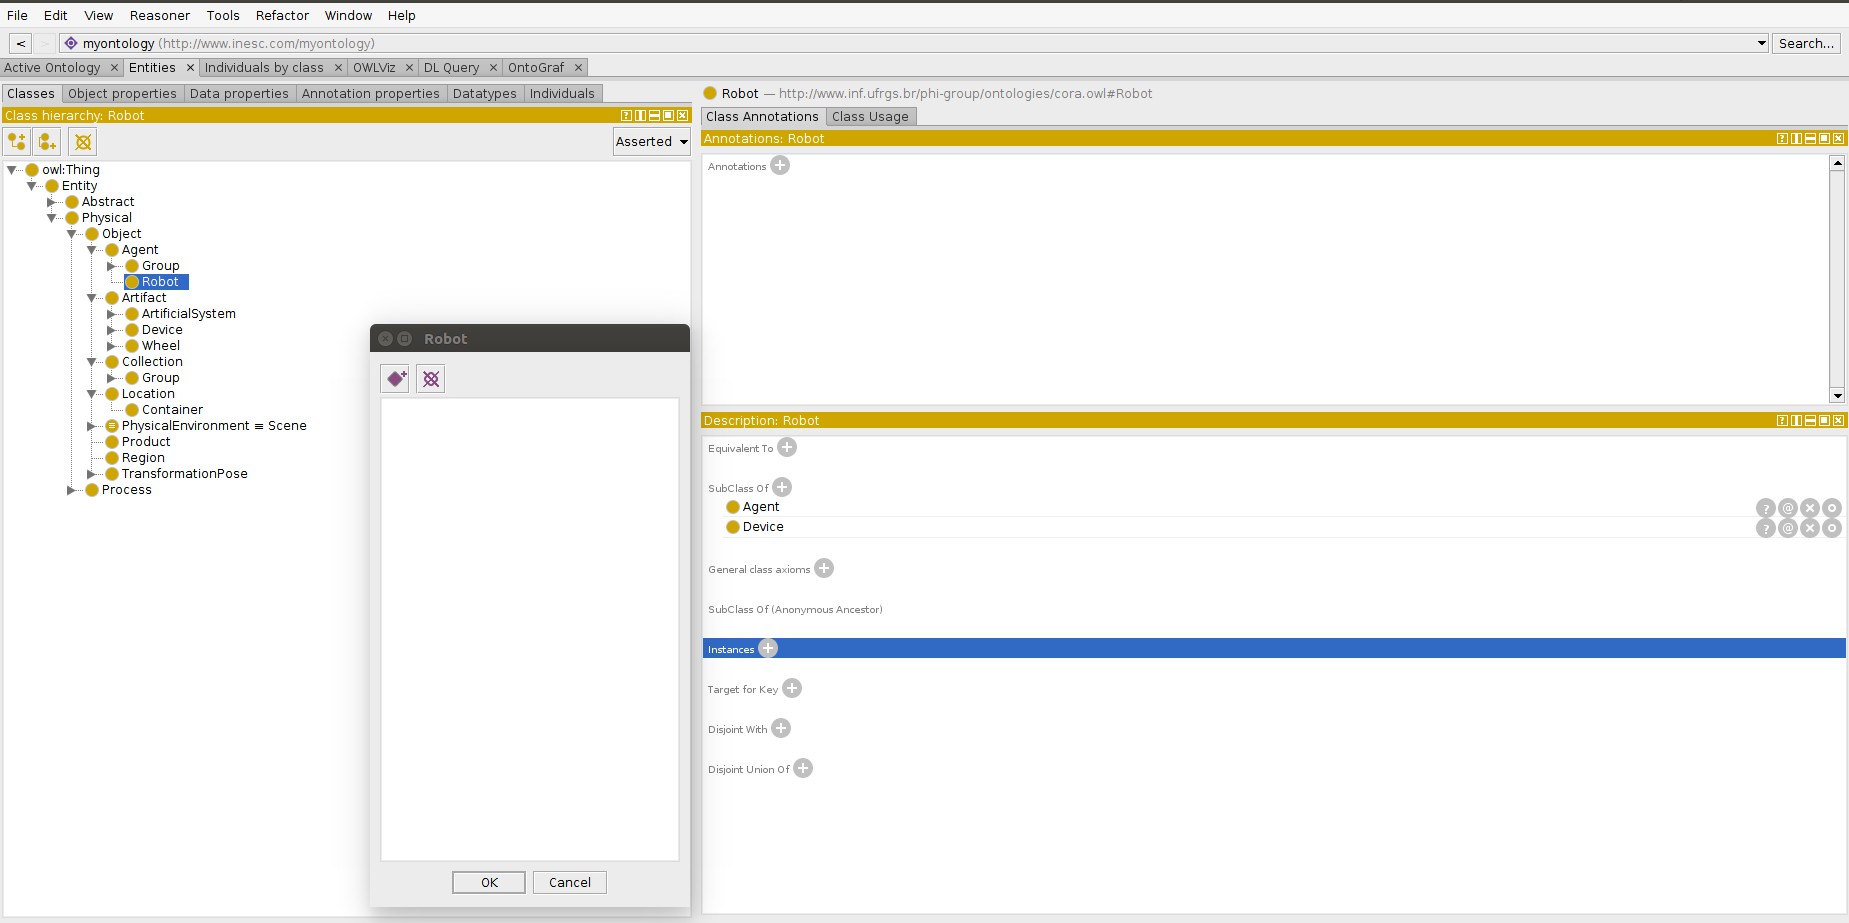 File Edit View Reasoner Tools Refactor Window Help
< > myontology (http://www.inesc.com/myontology) Search...
Active Ontology × Entities × Individuals by class × OWLViz × DL Query × OntoGraf ×
Classes Object properties Data properties Annotation properties Datatypes Individuals
Class hierarchy: Robot
Asserted
owl:Thing
Entity
Abstract
Physical
Object
Agent
Group
Robot
Artifact
ArtificialSystem
Device
Wheel
Collection
Group
Location
Container
PhysicalEnvironment ≡ Scene
Product
Region
TransformationPose
Process
Robot
OK Cancel
Robot — http://www.inf.ufrgs.br/phi-group/ontologies/cora.owl#Robot
Class Annotations Class Usage
Annotations: Robot
Annotations
Description: Robot
Equivalent To
SubClass Of
Agent
Device
General class axioms
SubClass Of (Anonymous Ancestor)
Instances
Target for Key
Disjoint With
Disjoint Union Of